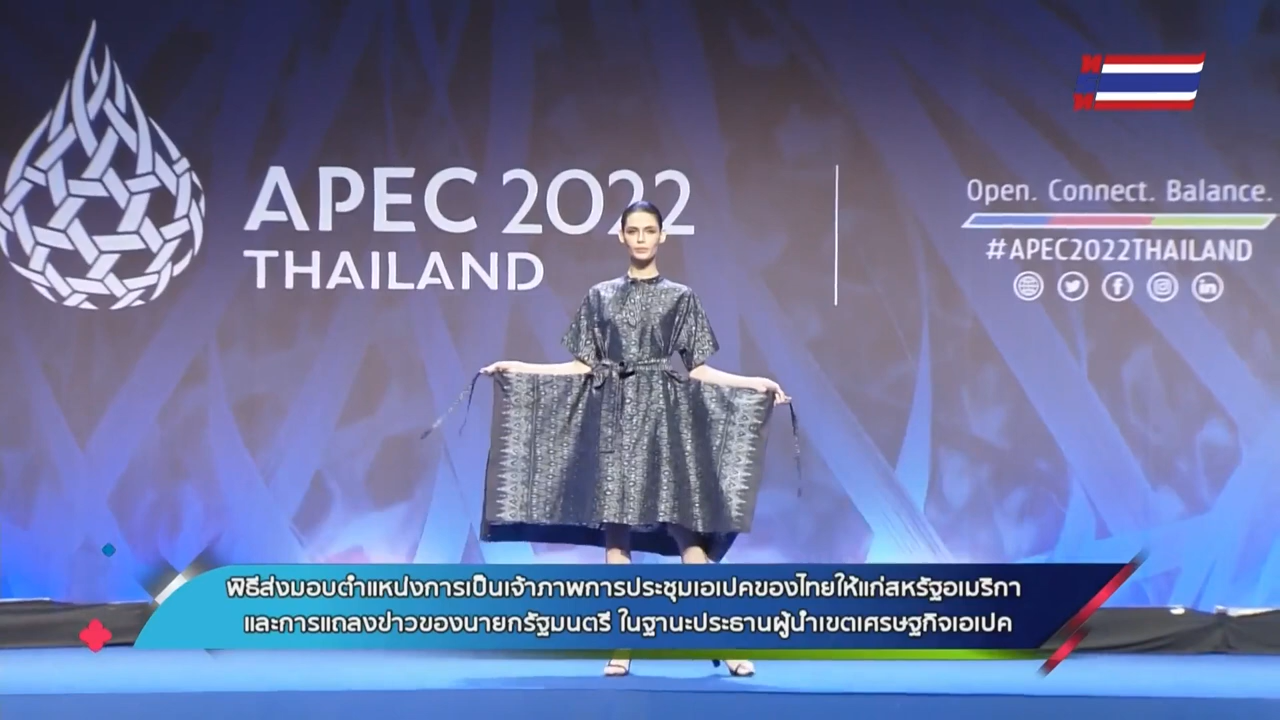 APEC 2022
THAILAND
Open. Connect. Balance.
#APEC2022THAILAND
พิธีส่งมอบตำแหน่งการเป็นเจ้าภาพการประชุมเอเปคของไทยให้แก่สหรัฐอเมริกา
และการแถลงข่าวของนายกรัฐมนตรี ในฐานะประธานผู้นำเขตเศรษฐกิจเอเปค